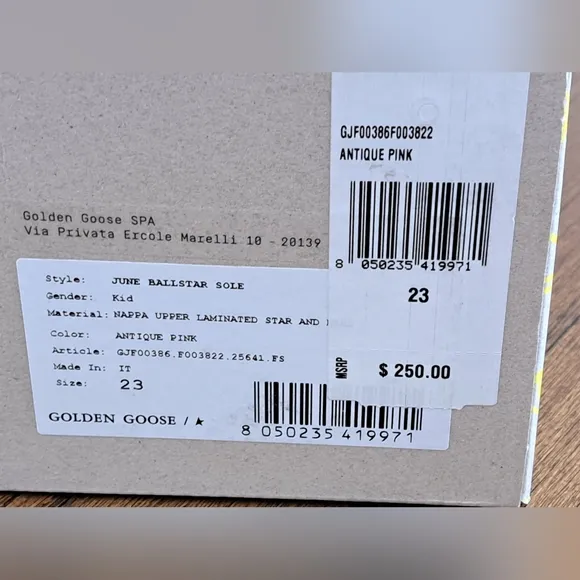 GJF00386F003822
ANTIQUE PINK
8 050235 419971
23
MSRP $ 250.00
Golden Goose SPA
Via Privata Ercole Marelli 10 - 20139
Style: JUNE BALLSTAR SOLE
Gender: Kid
Material: NAPPA UPPER LAMINATED STAR AND
Color: ANTIQUE PINK
Article: GJF00386.F003822.25641.FS
Made In: IT
Size: 23
GOLDEN GOOSE / ★
8 050235 419971